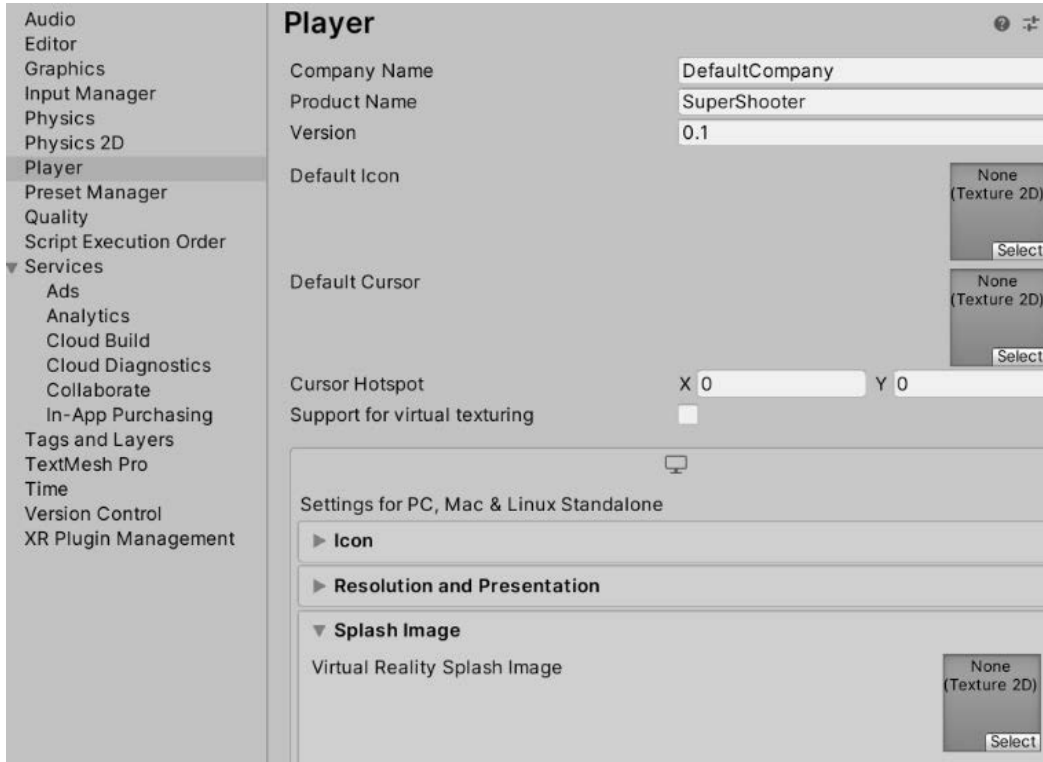 Audio
Editor
Graphics
Input Manager
Physics
Physics 2D
Player
Preset Manager
Quality
Script Execution Order
Services
Ads
Analytics
Cloud Build
Cloud Diagnostics
Collaborate
In-App Purchasing
Tags and Layers
TextMesh Pro
Time
Version Control
XR Plugin Management
Player
Company Name DefaultCompany
Product Name SuperShooter
Version 0.1
Default Icon
None
(Texture 2D)
Select
Default Cursor
None
(Texture 2D)
Select
Cursor Hotspot X 0 Y 0
Support for virtual texturing
Settings for PC, Mac & Linux Standalone
Icon
Resolution and Presentation
Splash Image
Virtual Reality Splash Image
None
(Texture 2D)
Select